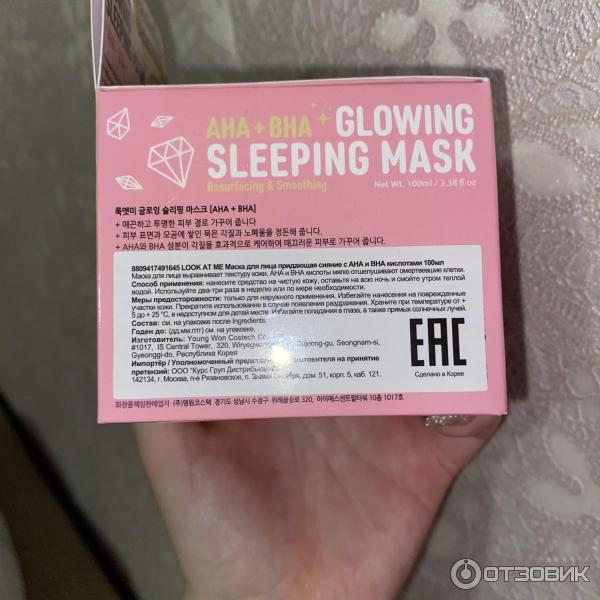 AHA + BHA GLOWING
SLEEPING MASK
Resurfacing & Smoothing
Net Wt. 100ml / 3.38 fl oz
룩앳미 글로잉 슬리핑 마스크 [AHA + BHA]
+ 매끈하고 투명한 피부 결로 가꾸어 줍니다
+ 피부 표면과 모공에 쌓인 묵은 각질과 노폐물을 정돈해 줍니다.
+ AHA와 BHA 성분이 각질을 효과적으로 케어하여 매끄러운 피부로 가꾸어 줍니다.
8809417491645 LOOK AT ME Маска для лица придающая сияние с AHA и BHA кислотами 100мл
Маска для лица выравнивает текстуру кожи, AHA и BHA кислоты мягко отшелушивают омертвевшие клетки.
Способ применения: нанесите средство на чистую кожу, оставьте на всю ночь и смойте утром теплой
водой. Используйте два-три раза в неделю или по мере необходимости.
Меры предосторожности: только для наружного применения. Избегайте нанесения на поврежденные
участки кожи. Прекратите использование в случае появления раздражения. Храните при температуре от +
5 до + 25 °C, в недоступном для детей месте. Избегайте попадания в глаза, а также прямых солнечных лучей.
Состав: см. на упаковке после Ingredients.
Годен до: (дд.мм.гггг) см. на упаковке.
Изготовитель: Young Won Costech Co.
#1017, IS Central Tower, 320, Sujeong-gu, Seongnam-si,
Gyeonggi-do, Республика Корея
Импортёр / Уполномоченный изготовителя на принятие
претензий: ООО "Курс Груп
142134, г. Москва, п-е Рязановское, п. Знамя Октября, дом 51, корп. 5, каб. 121.
EAC
Сделано в Корее
화장품책임판매업자 (주)영원코스텍 경기도 성남시 수정구 위례광장로 320, 아이에스센트럴타워 10층 1017호
ОТЗОВИК